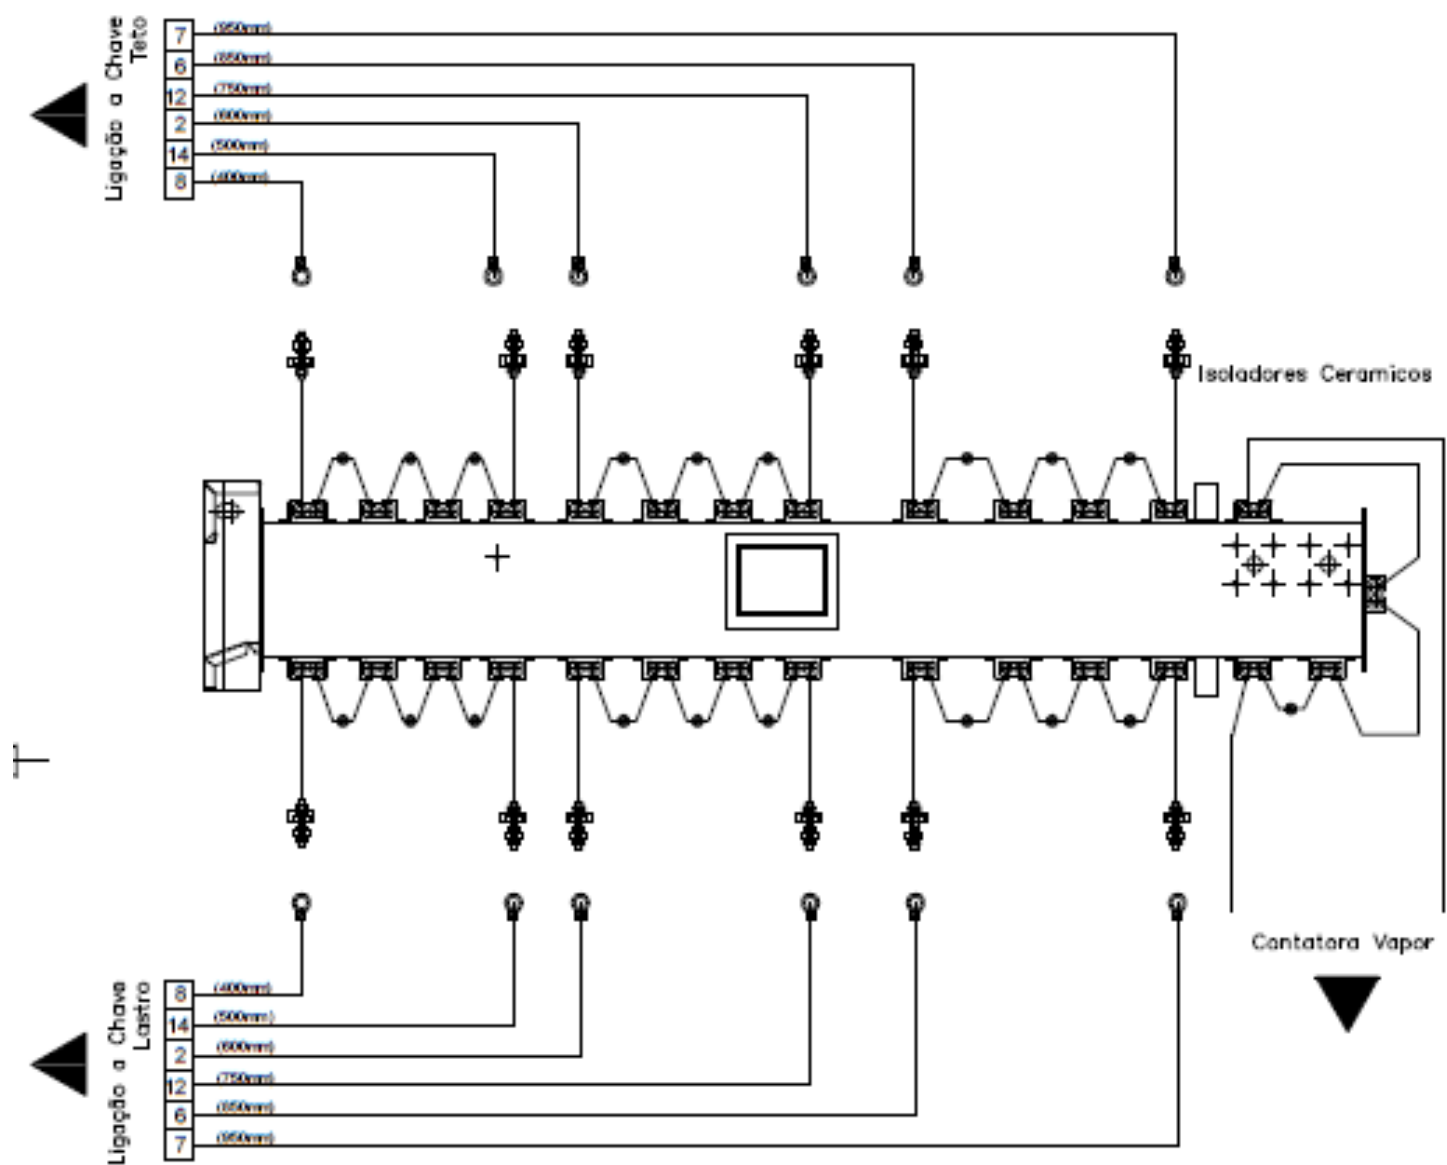 Ligação a Chave
Teto
7 (950mm)
6 (850mm)
12 (750mm)
2 (600mm)
14 (500mm)
8 (400mm)
Isoladores Ceramicos
Contatora Vapor
Ligação a Chave
Lastro
8 (400mm)
14 (500mm)
2 (600mm)
12 (750mm)
6 (850mm)
7 (950mm)